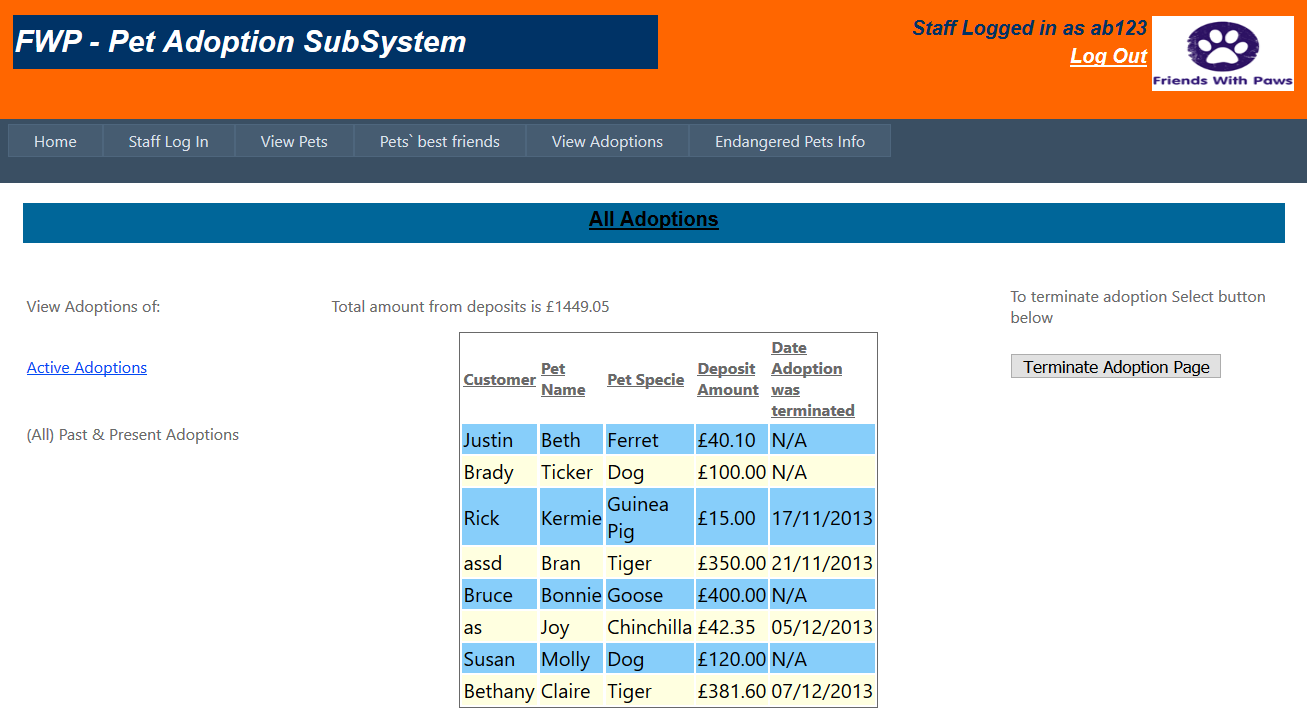 FWP - Pet Adoption SubSystem
Staff Logged in as ab123
Log Out
Friends With Paws
Home Staff Log In View Pets Pets` best friends View Adoptions Endangered Pets Info
All Adoptions
View Adoptions of:
Active Adoptions
(All) Past & Present Adoptions
Total amount from deposits is £1449.05
Customer Pet Name Pet Specie Deposit Amount Date Adoption was terminated
Justin Beth Ferret £40.10 N/A
Brady Ticker Dog £100.00 N/A
Rick Kermie Guinea Pig £15.00 17/11/2013
assd Bran Tiger £350.00 21/11/2013
Bruce Bonnie Goose £400.00 N/A
as Joy Chinchilla £42.35 05/12/2013
Susan Molly Dog £120.00 N/A
Bethany Claire Tiger £381.60 07/12/2013
To terminate adoption Select button
below
Terminate Adoption Page